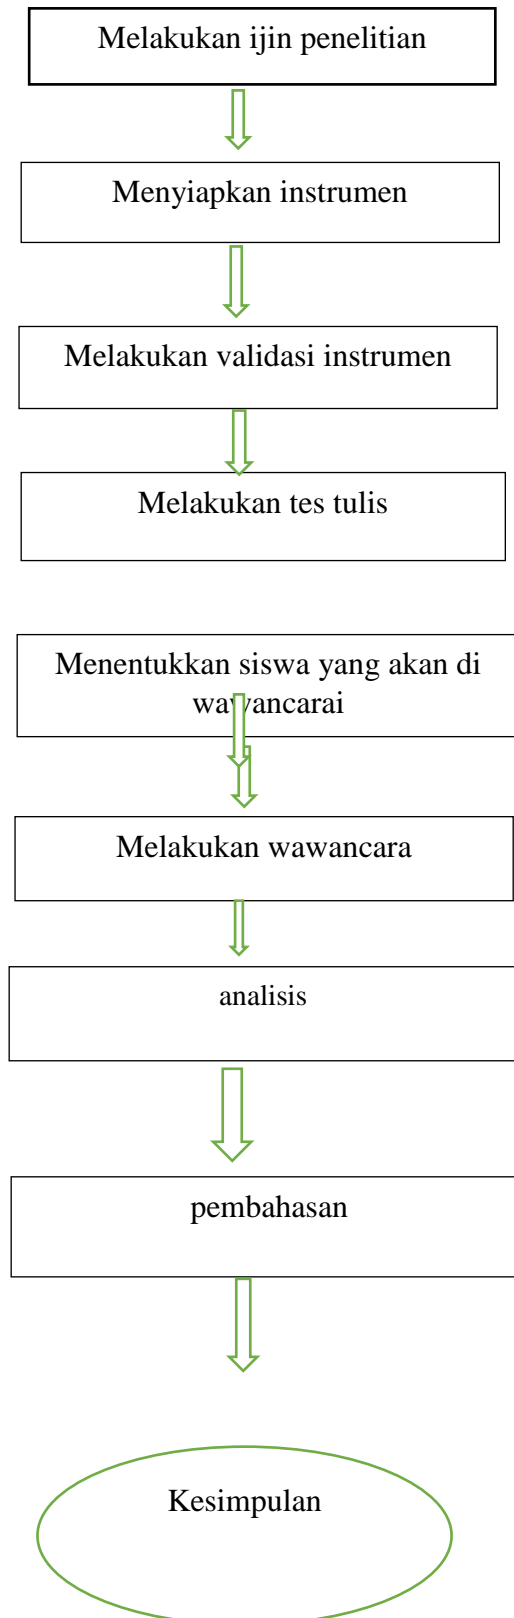 Melakukan ijin penelitian
Menyiapkan instrumen
Melakukan validasi instrumen
Melakukan tes tulis
Menentukkan siswa yang akan di
wawancarai
Melakukan wawancara
analisis
pembahasan
Kesimpulan